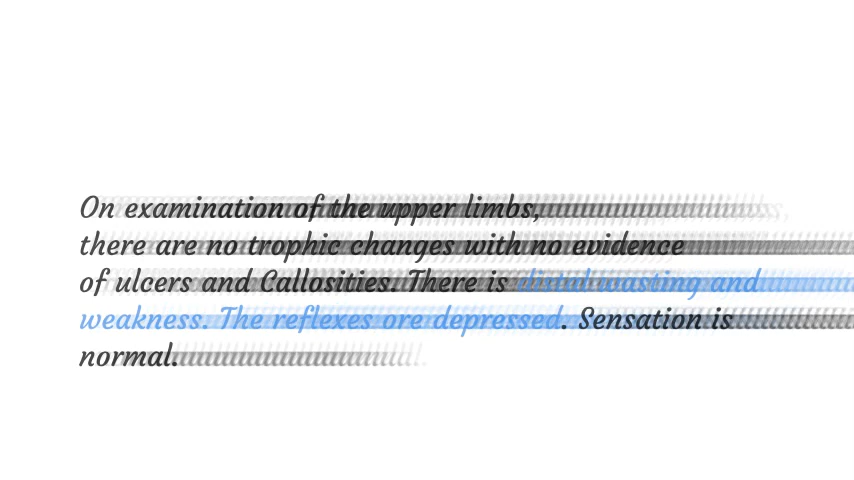 On examination of the upper limbs,
there are no trophic changes with no evidence
of ulcers and Callosities. There is distal wasting and
weakness. The reflexes are depressed. Sensation is
normal.